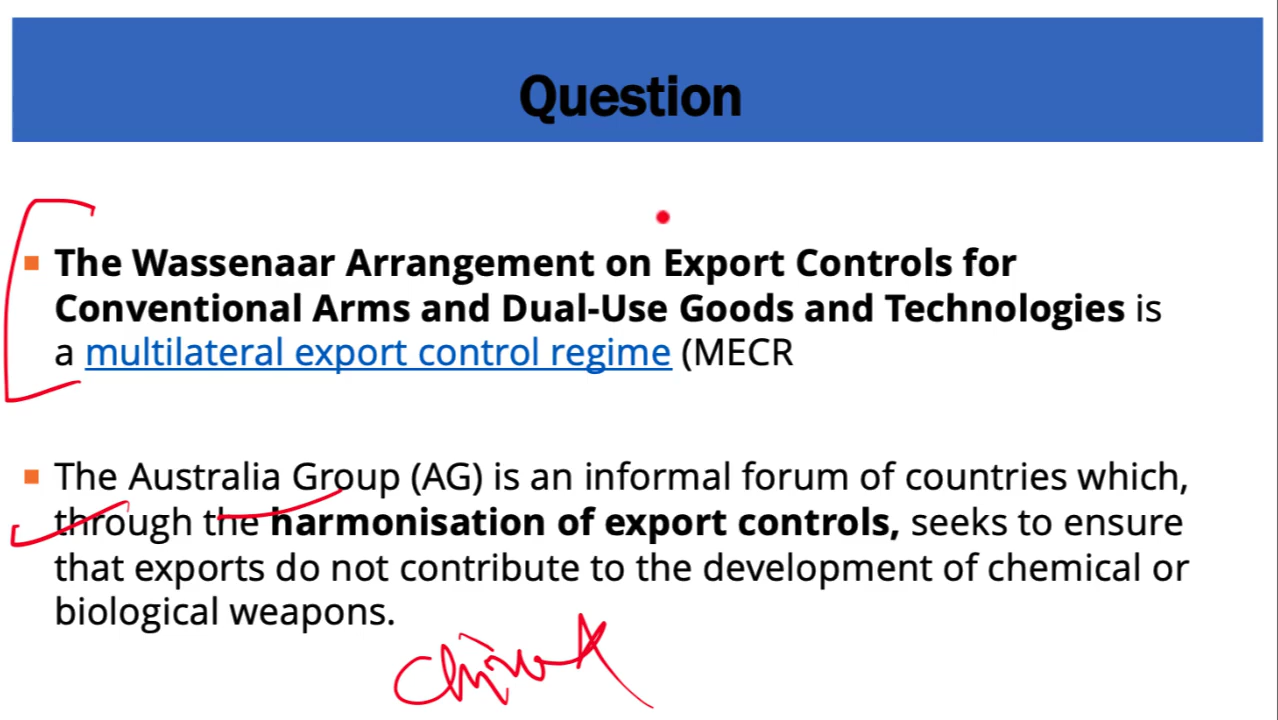 Question
The Wassenaar Arrangement on Export Controls for
Conventional Arms and Dual-Use Goods and Technologies is
a multilateral export control regime (MECR
The Australia Group (AG) is an informal forum of countries which,
through the harmonisation of export controls, seeks to ensure
that exports do not contribute to the development of chemical or
biological weapons.